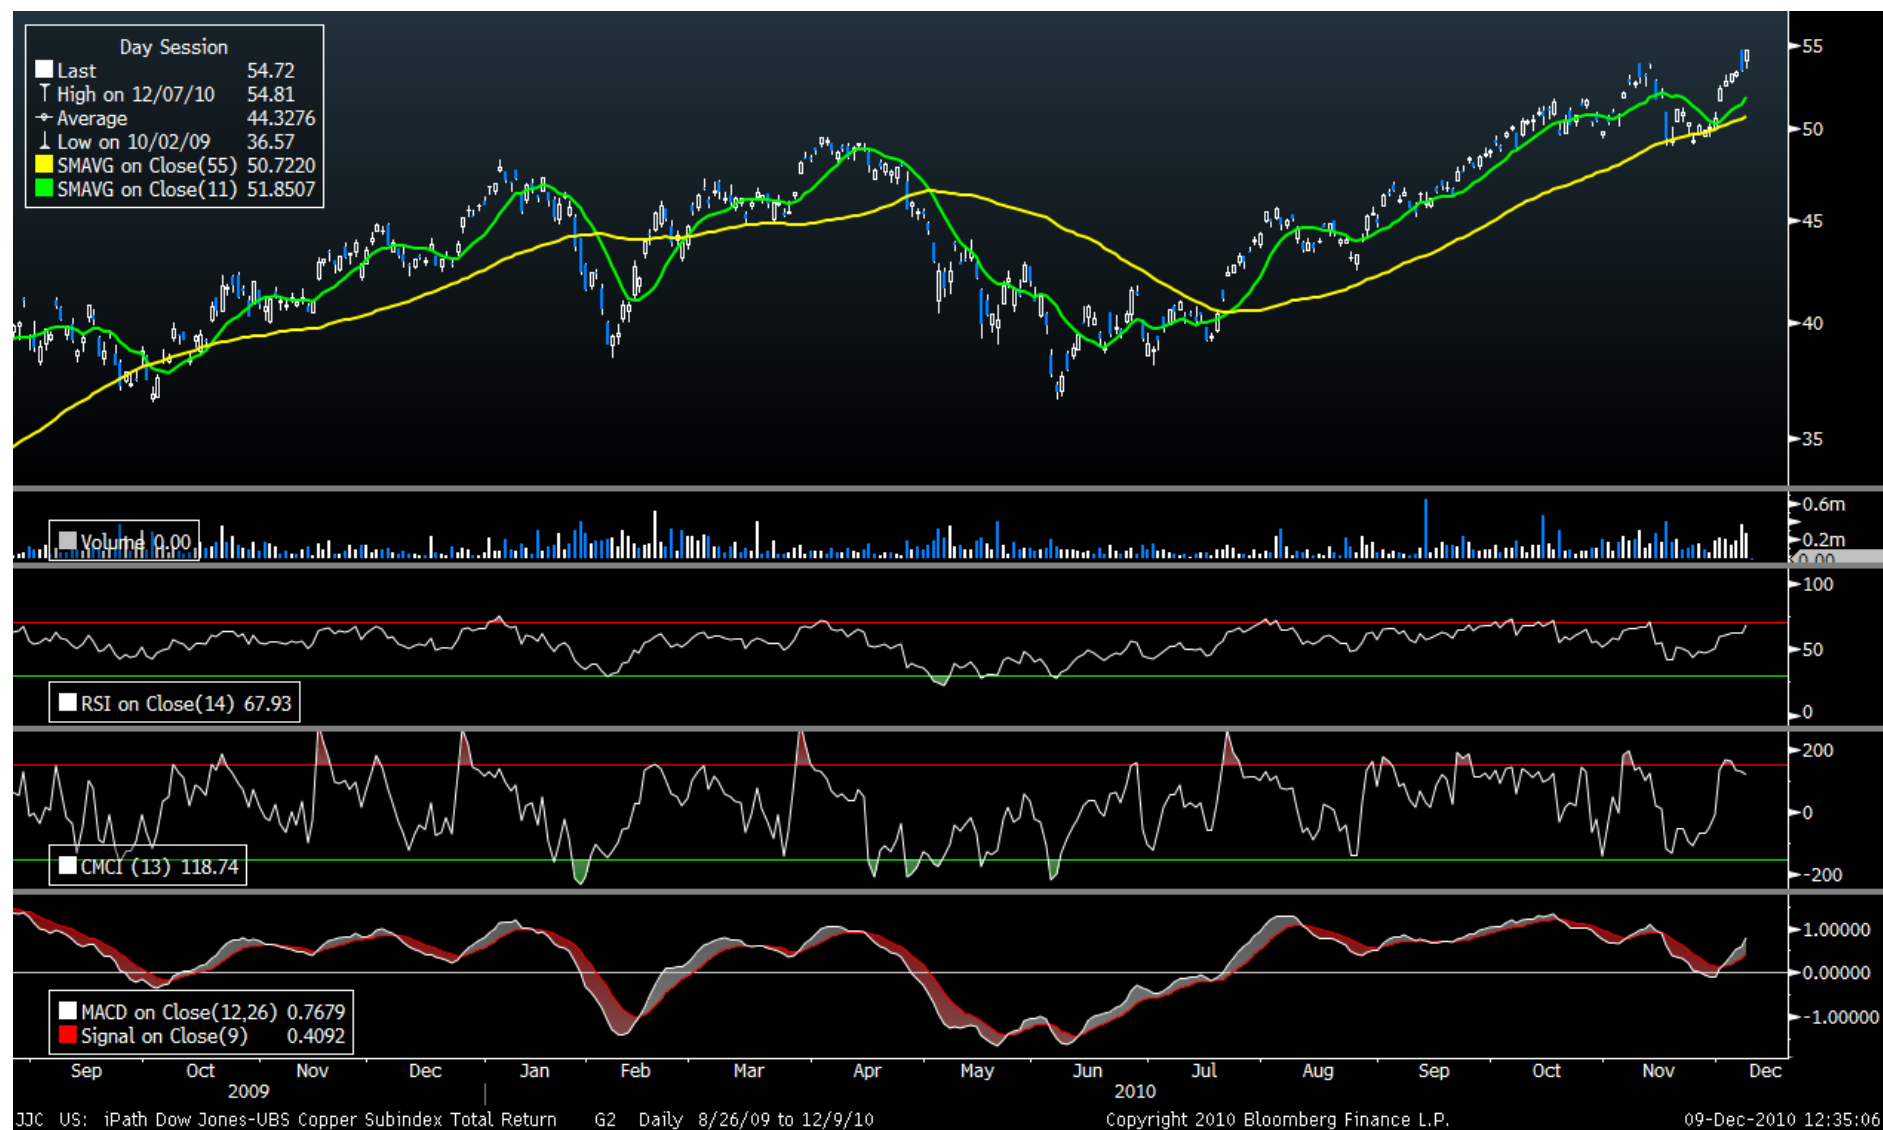 Day Session
Last 54.72
High on 12/07/10 54.81
Average 44.3276
Low on 10/02/09 36.57
SMAVG on Close(55) 50.7220
SMAVG on Close(11) 51.8507
55
50
45
40
35
Volume 0.00
0.6m
0.2m
0.00
100
50
0
RSI on Close(14) 67.93
200
0
-200
CMCI (13) 118.74
1.00000
0.00000
-1.00000
MACD on Close(12,26) 0.7679
Signal on Close(9) 0.4092
Sep Oct Nov Dec Jan Feb Mar Apr May Jun Jul Aug Sep Oct Nov Dec
2009 2010
JJC US: iPath Dow Jones-UBS Copper Subindex Total Return G2 Daily 8/26/09 to 12/9/10 Copyright 2010 Bloomberg Finance L.P. 09-Dec-2010 12:35:06